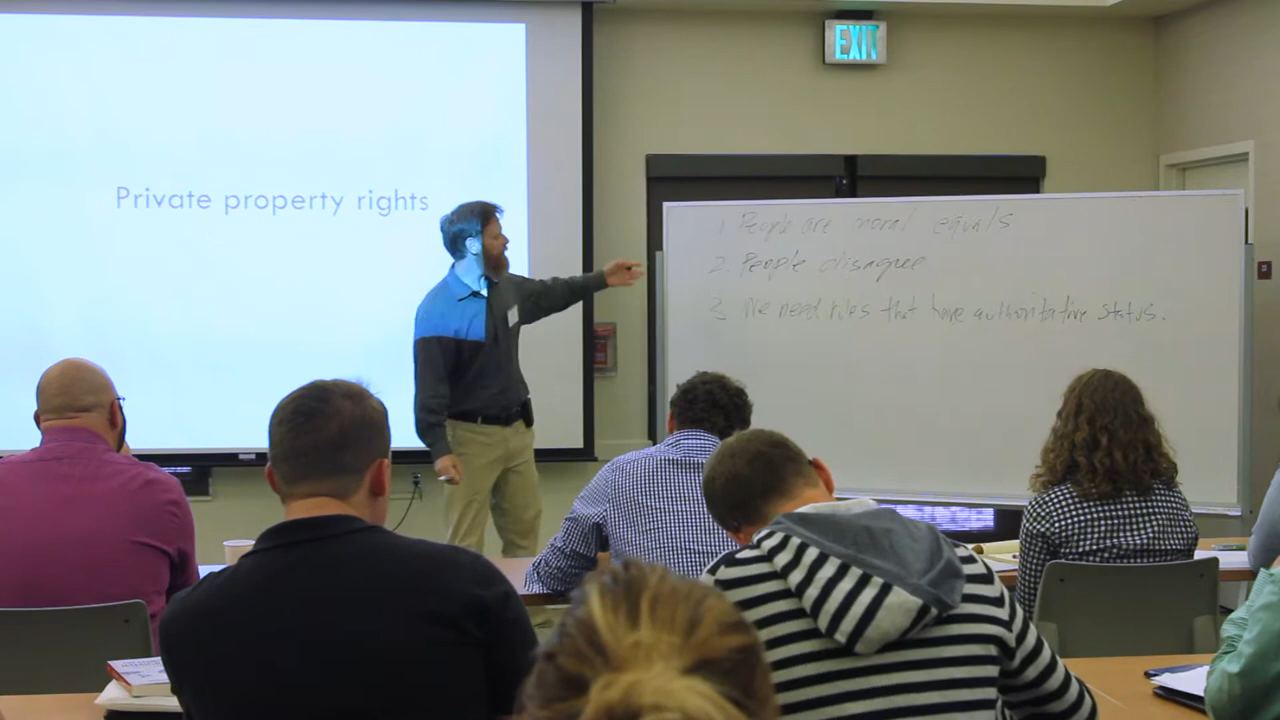 EXIT
Private property rights
1. People are moral equals
2. People disagree
3. We need rules that have authoritative status.